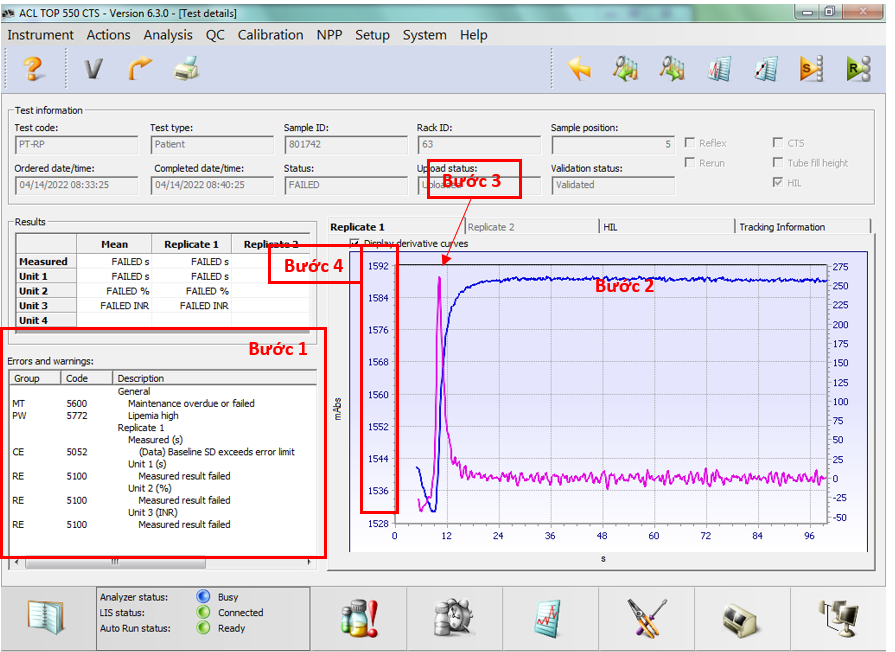 ACL TOP 550 CTS - Version 6.3.0 - [Test details]
Instrument Actions Analysis QC Calibration NPP Setup System Help
Test information
Test code: Test type: Sample ID: Rack ID: Sample position:
PT-RP Patient 801742 63 5 Reflex CTS
Rerun Tube fill height
Ordered date/time: Completed date/time: Status: Upload status: Validation status:
04/14/2022 08:33:25 04/14/2022 08:40:25 FAILED Uploaded Validated HIL
Bước 3
Results
Mean Replicate 1 Replicate 2
Measured FAILED s FAILED s
Unit 1 FAILED s FAILED s
Unit 2 FAILED % FAILED %
Unit 3 FAILED INR FAILED INR
Unit 4
Bước 4
Replicate 1 Replicate 2 HIL Tracking Information
Display derivative curves
Bước 2
1592
1584
1576
1568
1560
1552
1544
1536
1528
mAbs
275
250
225
200
175
150
125
100
75
50
25
0
-25
-50
0 12 24 36 48 60 72 84 96
s
Bước 1
Errors and warnings:
Group Code Description
General
MT 5600 Maintenance overdue or failed
PW 5772 Lipemia high
Replicate 1
Measured (s)
CE 5052 (Data) Baseline SD exceeds error limit
Unit 1 (s)
RE 5100 Measured result failed
Unit 2 (%)
RE 5100 Measured result failed
Unit 3 (INR)
RE 5100 Measured result failed
Analyzer status: Busy
LIS status: Connected
Auto Run status: Ready